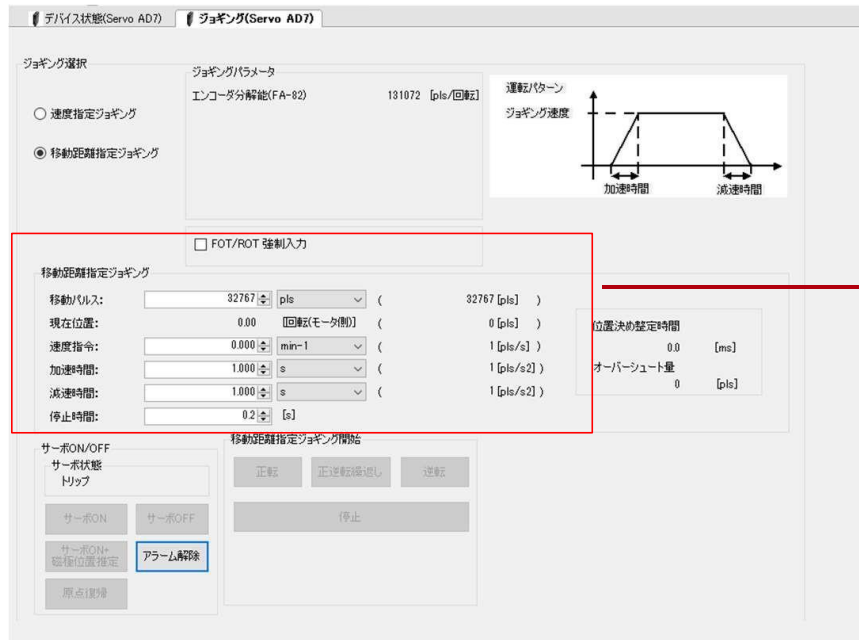 デバイス状態(Servo AD7)
ジョギング(Servo AD7)
ジョギング選択
速度指定ジョギング
移動距離指定ジョギング
ジョギングパラメータ
エンコーダ分解能(FA-82) 131072 [pls/回転]
運転パターン
ジョギング速度
加速時間 減速時間
FOT/ROT 強制入力
移動距離指定ジョギング
移動パルス: 32767 pls ( 32767 [pls] )
現在位置: 0.00 [回転(モータ側)] ( 0 [pls] )
速度指令: 0.000 min-1 ( 1 [pls/s] )
加速時間: 1.000 s ( 1 [pls/s2] )
減速時間: 1.000 s ( 1 [pls/s2] )
停止時間: 0.2 [s]
位置決め整定時間
0.0 [ms]
オーバーシュート量
0 [pls]
サーボON/OFF
サーボ状態
トリップ
サーボON サーボOFF
サーボON+
磁極位置推定
アラーム解除
原点復帰
移動距離指定ジョギング開始
正転 正逆転繰返し 逆転
停止